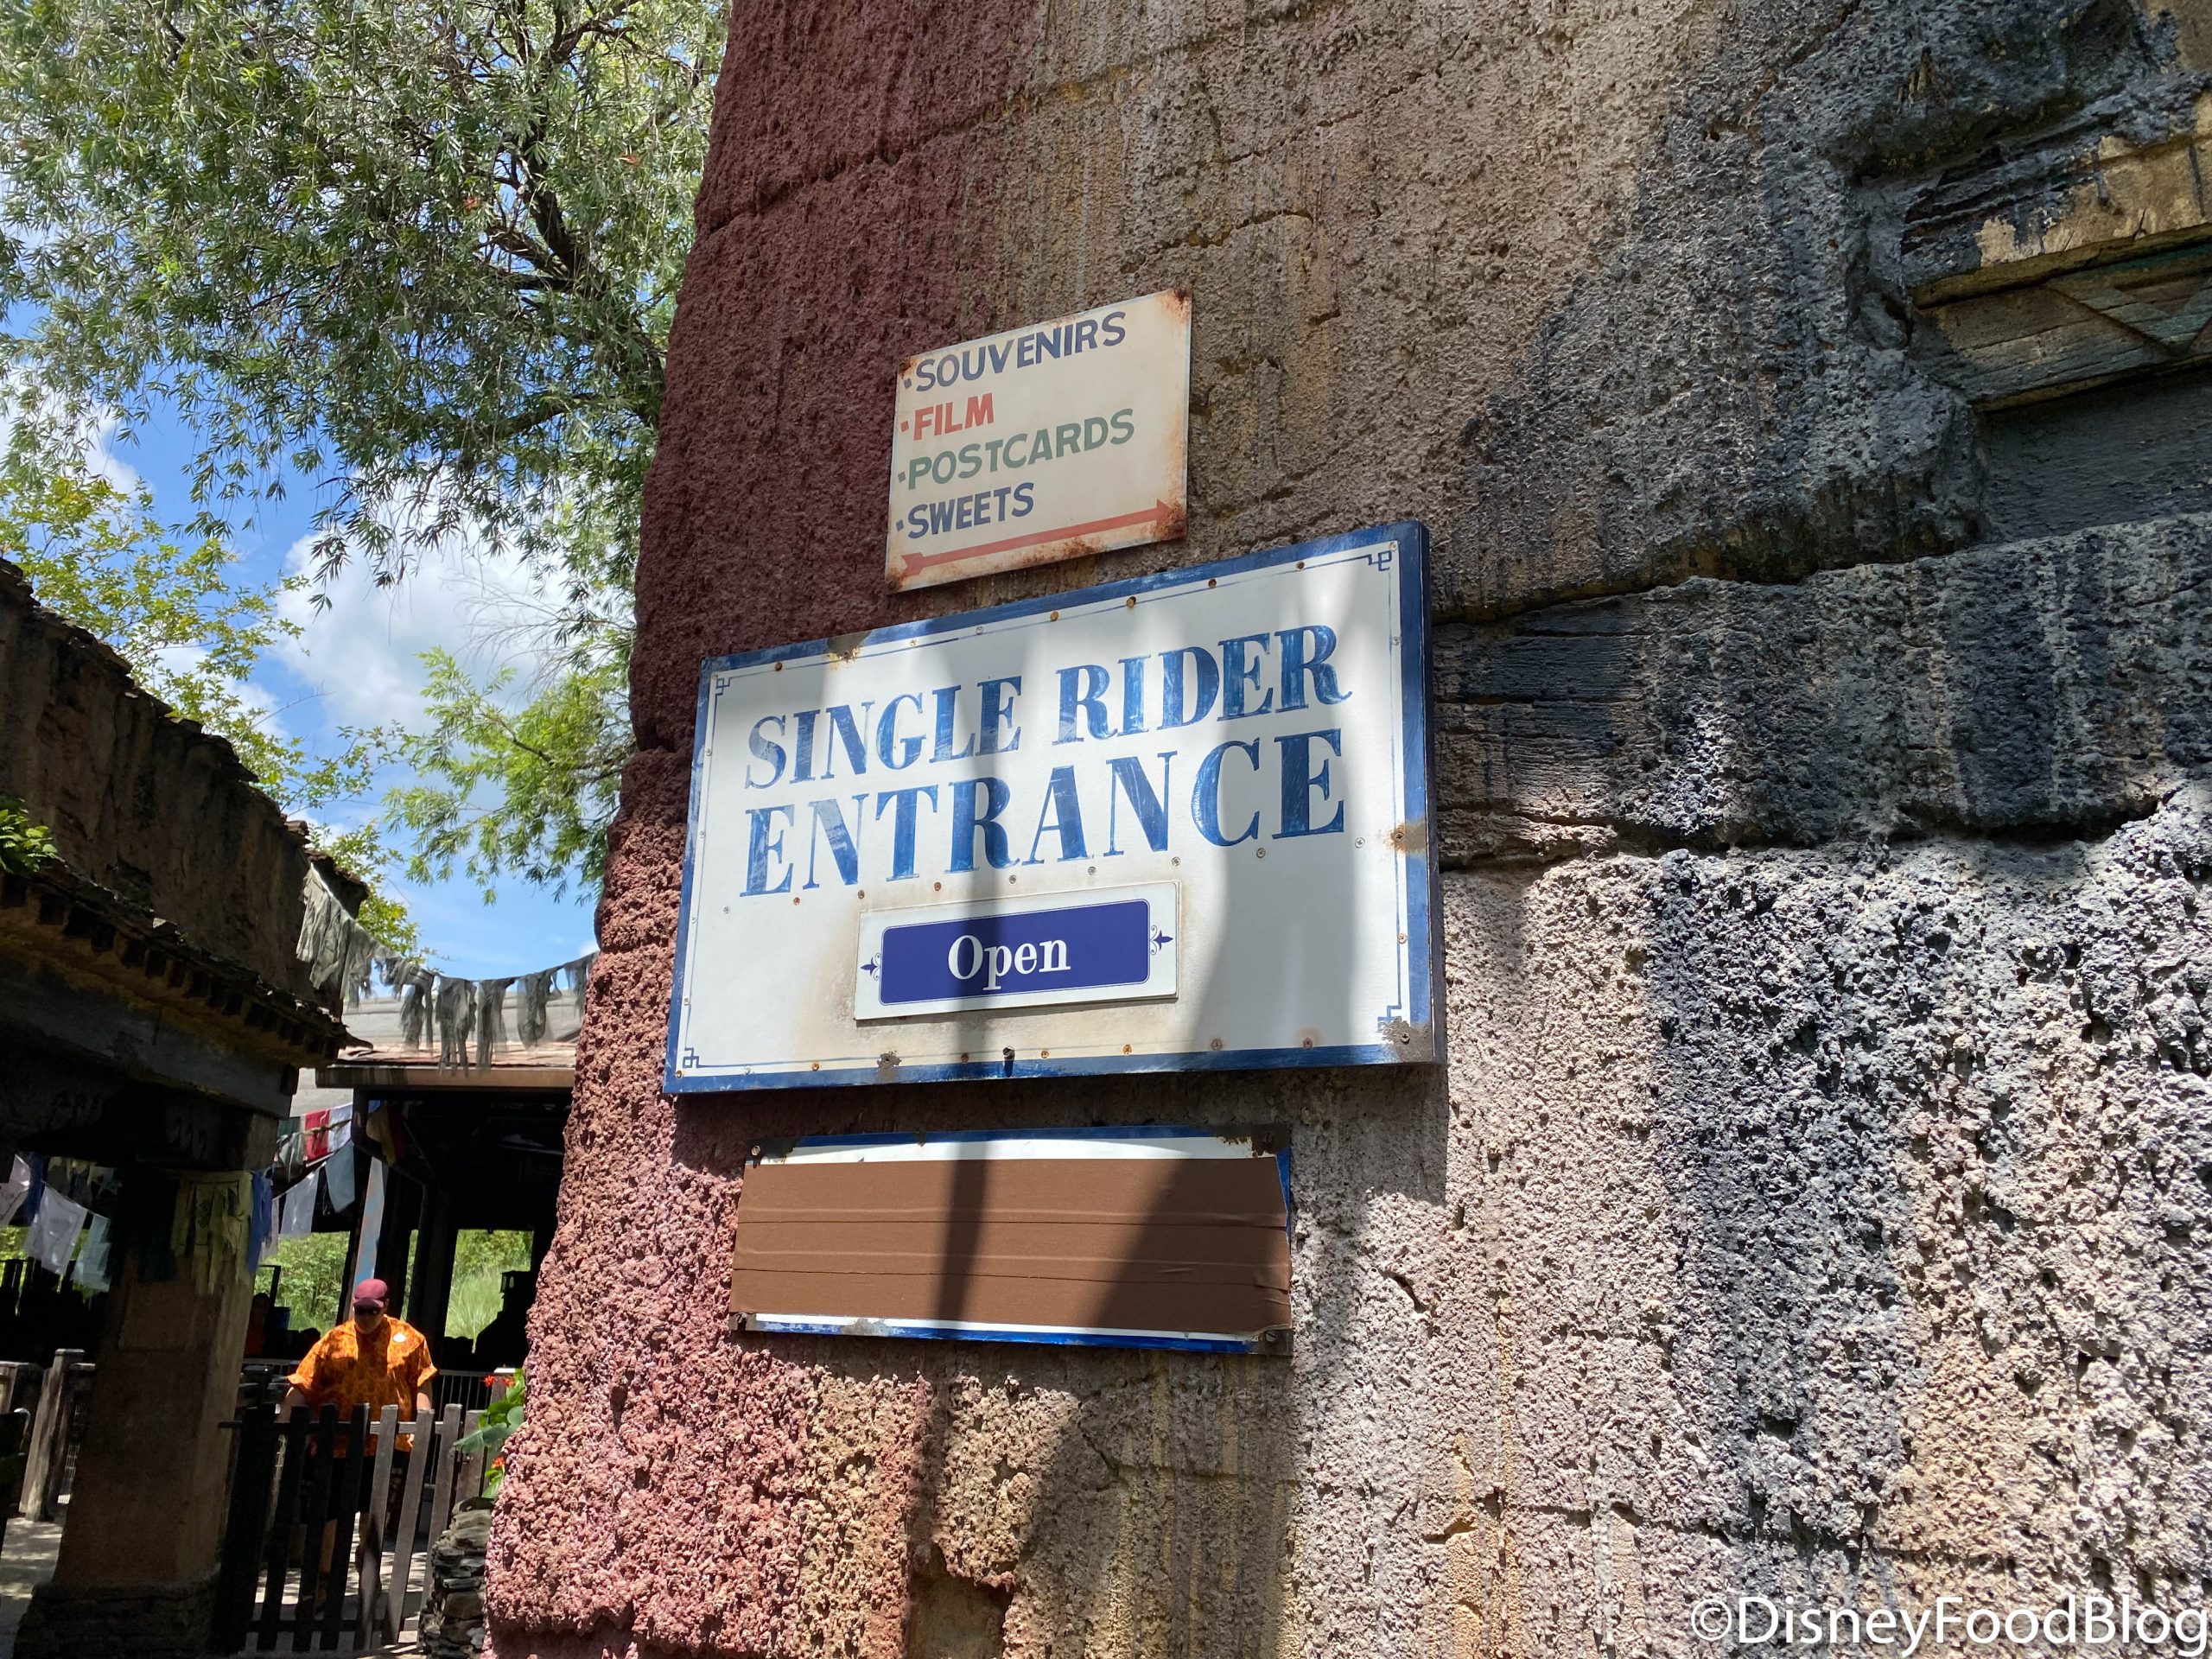 ·SOUVENIRS
·FILM
·POSTCARDS
·SWEETS
SINGLE RIDER
ENTRANCE
Open
©DisneyFoodBlog